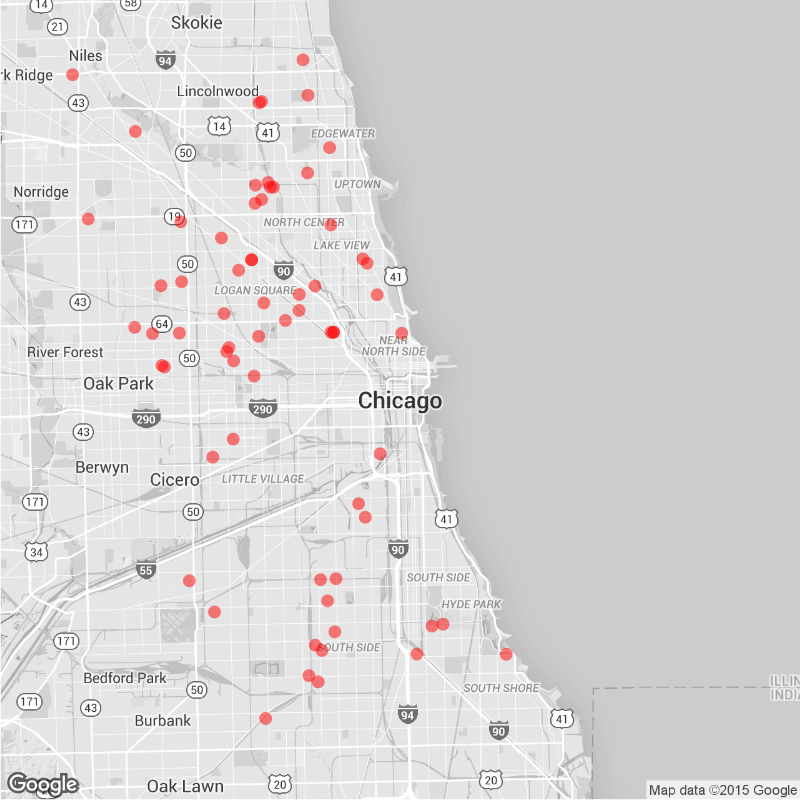 14
58
21
Skokie
Niles
94
rk Ridge
Lincolnwood
43
14
41
EDGEWATER
50
UPTOWN
Norridge
171
19
NORTH CENTER
LAKE VIEW
50
90
41
LOGAN SQUARE
43
64
NEAR
NORTH SIDE
River Forest
50
Oak Park
Chicago
290
290
43
Berwyn
Cicero
LITTLE VILLAGE
171
50
41
34
90
55
SOUTH SIDE
HYDE PARK
171
SOUTH SIDE
Bedford Park
ILLIN
INDIA
50
SOUTH SHORE
171
43
94
Burbank
41
90
Google
Oak Lawn
20
20
Map data ©2015 Google